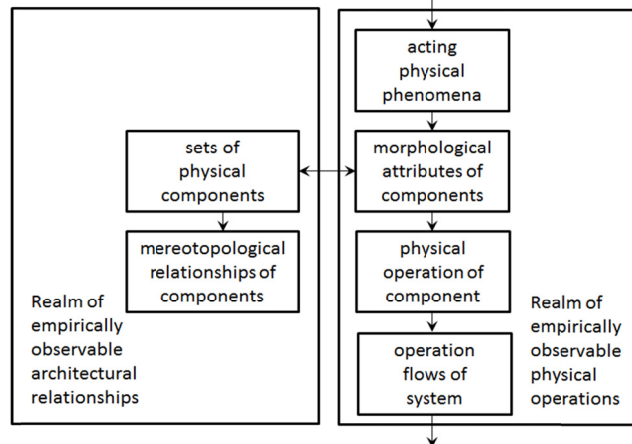 acting
physical
phenomena
sets of
physical
components
morphological
attributes of
components
mereotopological
relationships of
components
physical
operation of
component
Realm of
empirically
observable
architectural
relationships
operation
flows of
system
Realm of
empirically
observable
physical
operations